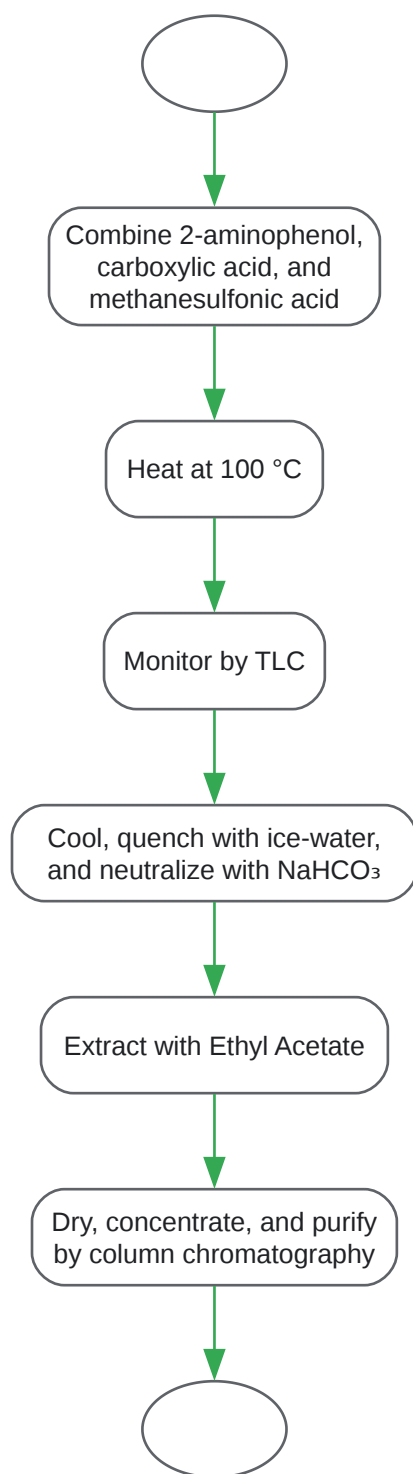 Combine 2-aminophenol,
carboxylic acid, and
methanesulfonic acid
Heat at 100 °C
Monitor by TLC
Cool, quench with ice-water,
and neutralize with NaHCO₃
Extract with Ethyl Acetate
Dry, concentrate, and purify
by column chromatography